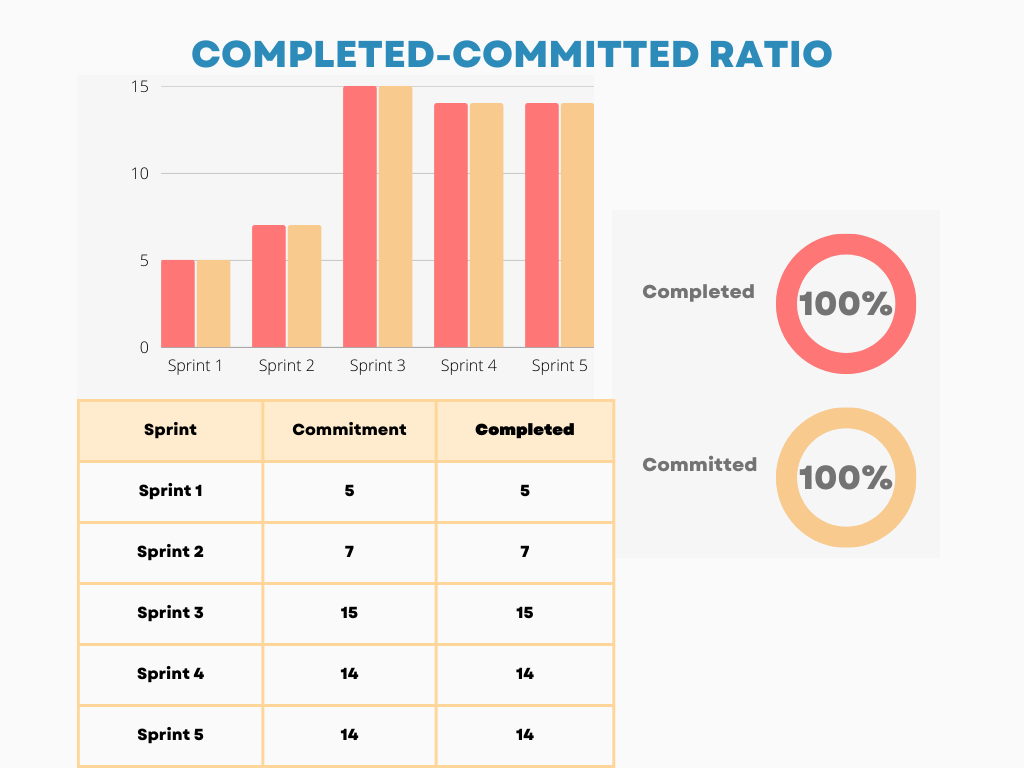 COMPLETED-COMMITTED RATIO
15
10
5
0
Sprint 1 Sprint 2 Sprint 3 Sprint 4 Sprint 5
Completed 100%
Committed 100%
Sprint Commitment Completed
Sprint 1 5 5
Sprint 2 7 7
Sprint 3 15 15
Sprint 4 14 14
Sprint 5 14 14